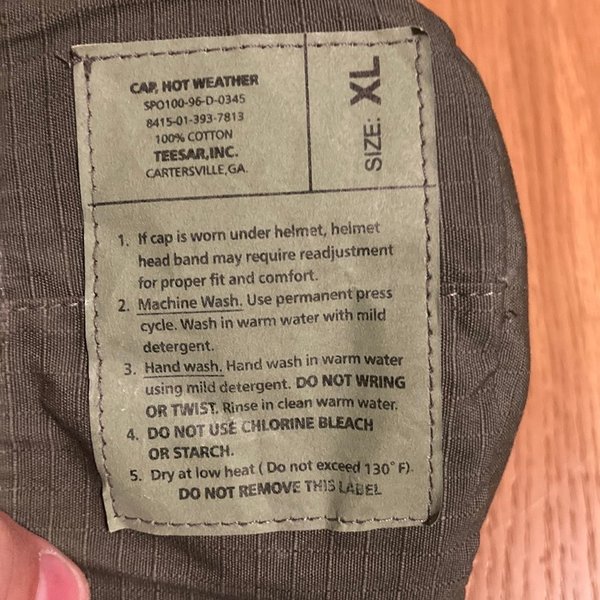 CAP, HOT WEATHER
SPO100-96-D-0345
8415-01-393-7813
100% COTTON
TEESAR,INC.
CARTERSVILLE,GA.
SIZE: XL
1. If cap is worn under helmet, helmet
head band may require readjustment
for proper fit and comfort.
2. Machine Wash. Use permanent press
cycle. Wash in warm water with mild
detergent.
3. Hand wash. Hand wash in warm water
using mild detergent. DO NOT WRING
OR TWIST. Rinse in clean warm water.
4. DO NOT USE CHLORINE BLEACH
OR STARCH.
5. Dry at low heat ( Do not exceed 130° F).
DO NOT REMOVE THIS LABEL